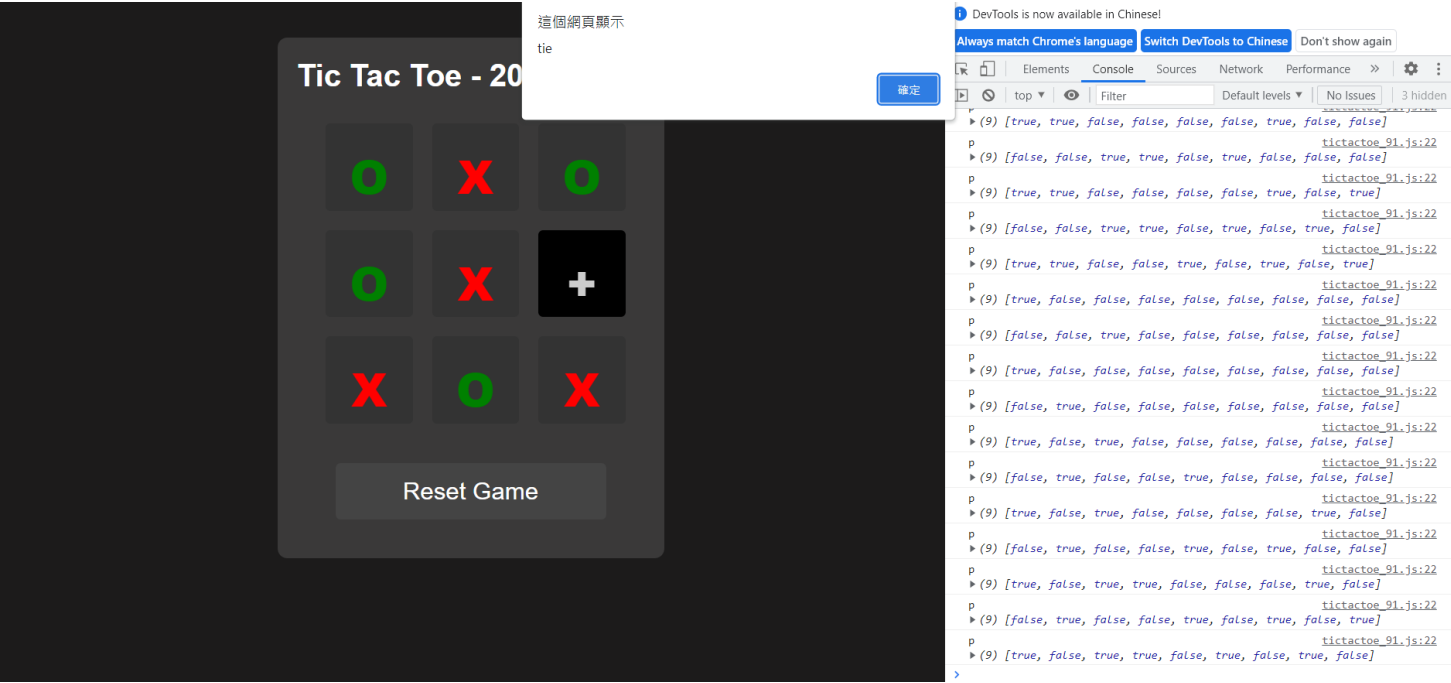 這個網頁顯示
tie
確定
Tic Tac Toe - 20
o x o
o x +
x o x
Reset Game
DevTools is now available in Chinese!
Always match Chrome's language Switch DevTools to Chinese Don't show again
Elements Console Sources Network Performance »
top ▼ Filter Default levels ▼ No Issues 3 hidden
p tictactoe_91.js:22
▶ (9) [true, true, false, false, false, false, true, false, false]
p tictactoe_91.js:22
▶ (9) [false, false, true, true, false, true, false, false, false]
p tictactoe_91.js:22
▶ (9) [true, true, false, false, false, false, true, false, true]
p tictactoe_91.js:22
▶ (9) [false, false, true, true, false, true, false, true, false]
p tictactoe_91.js:22
▶ (9) [true, true, false, false, true, false, true, false, true]
p tictactoe_91.js:22
▶ (9) [true, false, false, false, false, false, false, false, false]
p tictactoe_91.js:22
▶ (9) [false, false, true, false, false, false, false, false, false]
p tictactoe_91.js:22
▶ (9) [true, false, false, false, false, false, false, false, false]
p tictactoe_91.js:22
▶ (9) [false, true, false, false, false, false, false, false, false]
p tictactoe_91.js:22
▶ (9) [true, false, true, false, false, false, false, false, false]
p tictactoe_91.js:22
▶ (9) [false, true, false, false, true, false, false, false, false]
p tictactoe_91.js:22
▶ (9) [true, false, true, false, false, false, false, true, false]
p tictactoe_91.js:22
▶ (9) [false, true, false, false, true, false, true, false, false]
p tictactoe_91.js:22
▶ (9) [true, false, true, true, false, false, false, true, false]
p tictactoe_91.js:22
▶ (9) [false, true, false, false, true, false, true, false, true]
p tictactoe_91.js:22
▶ (9) [true, false, true, true, false, true, false, true, false]
>